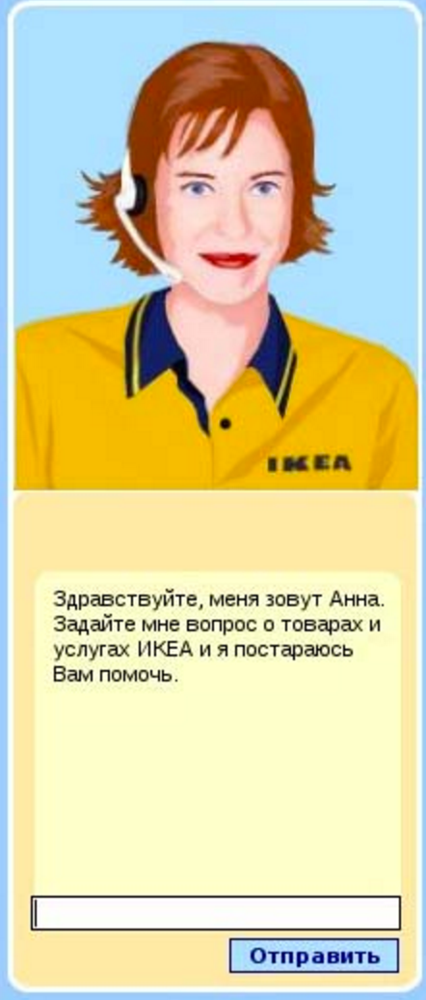 IKEA
Здравствуйте, меня зовут Анна.
Задайте мне вопрос о товарах и
услугах ИКЕА и я постараюсь
Вам помочь.
Отправить